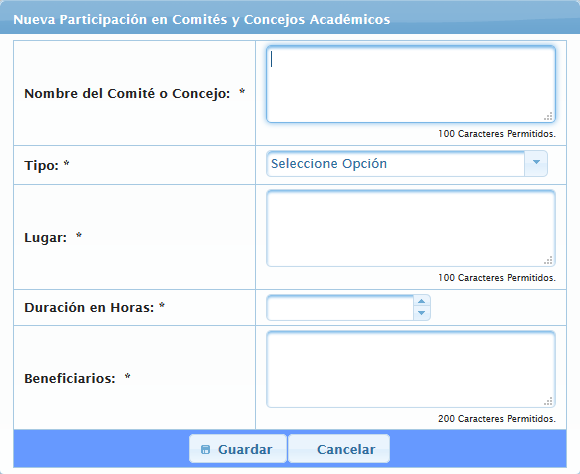 Nueva Participación en Comités y Concejos Académicos
Nombre del Comité o Concejo: *
100 Caracteres Permitidos.
Tipo: *
Seleccione Opción
Lugar: *
100 Caracteres Permitidos.
Duración en Horas: *
Beneficiarios: *
200 Caracteres Permitidos.
Guardar
Cancelar